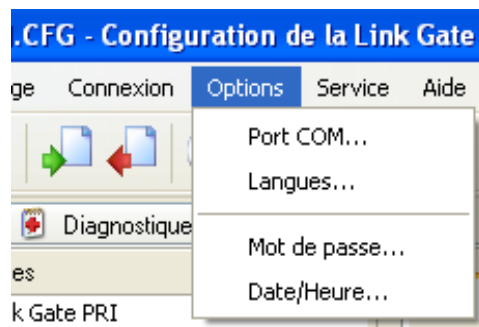 .CFG - Configuration de la Link Gate
ge Connexion Options Service Aide
Port COM...
Langues...
Diagnostique
Mot de passe...
es
Date/Heure...
k Gate PRI